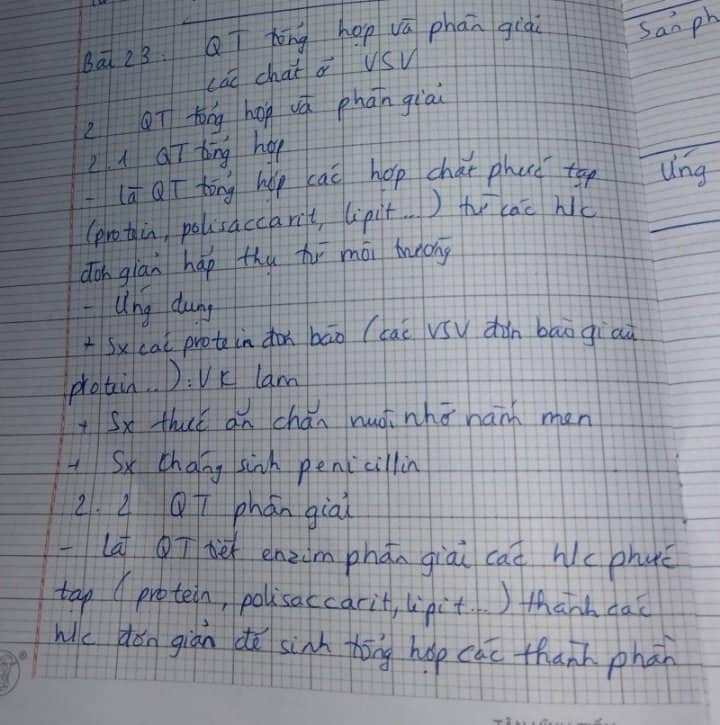 Bài 23: QT tổng hợp và phân giải
các chất ở VSV
2 QT tổng hợp và phân giải
2.1 QT tổng hợp
- là QT tổng hợp các hợp chất phức tạp
(protein, polisaccarit, lipit...) từ các h/c
đơn giản hấp thụ từ môi trường
- Ứng dụng
+ Sx các protein đơn bào (các VSV đơn bào giàu
protein...): VK lam
+ Sx thức ăn chăn nuôi nhờ nấm men
+ Sx kháng sinh penicillin
2.2 QT phân giải
- Là QT tiết enzim phân giải các h/c phức
tạp (protein, polisaccarit, lipit...) thành các
h/c đơn giản để sinh tổng hợp các thành phần
Sản ph
Ứng